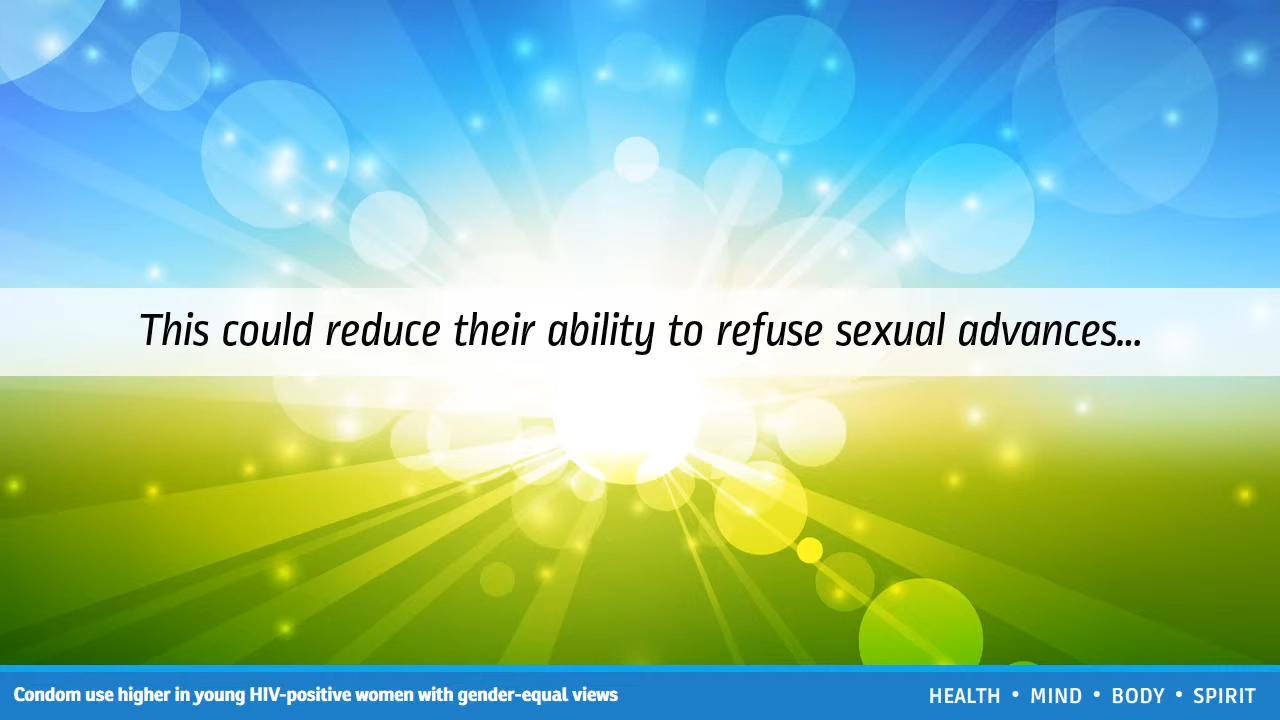 This could reduce their ability to refuse sexual advances...
Condom use higher in young HIV-positive women with gender-equal views
HEALTH • MIND • BODY • SPIRIT